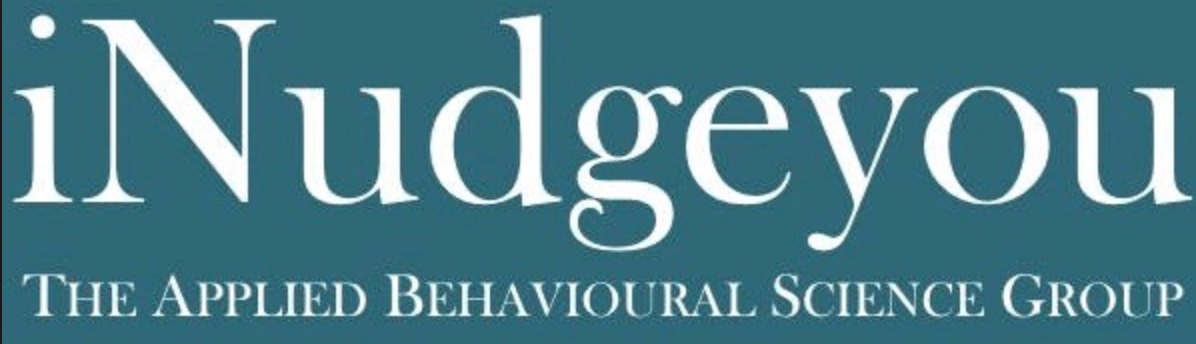 iNudgeyou
THE APPLIED BEHAVIOURAL SCIENCE GROUP